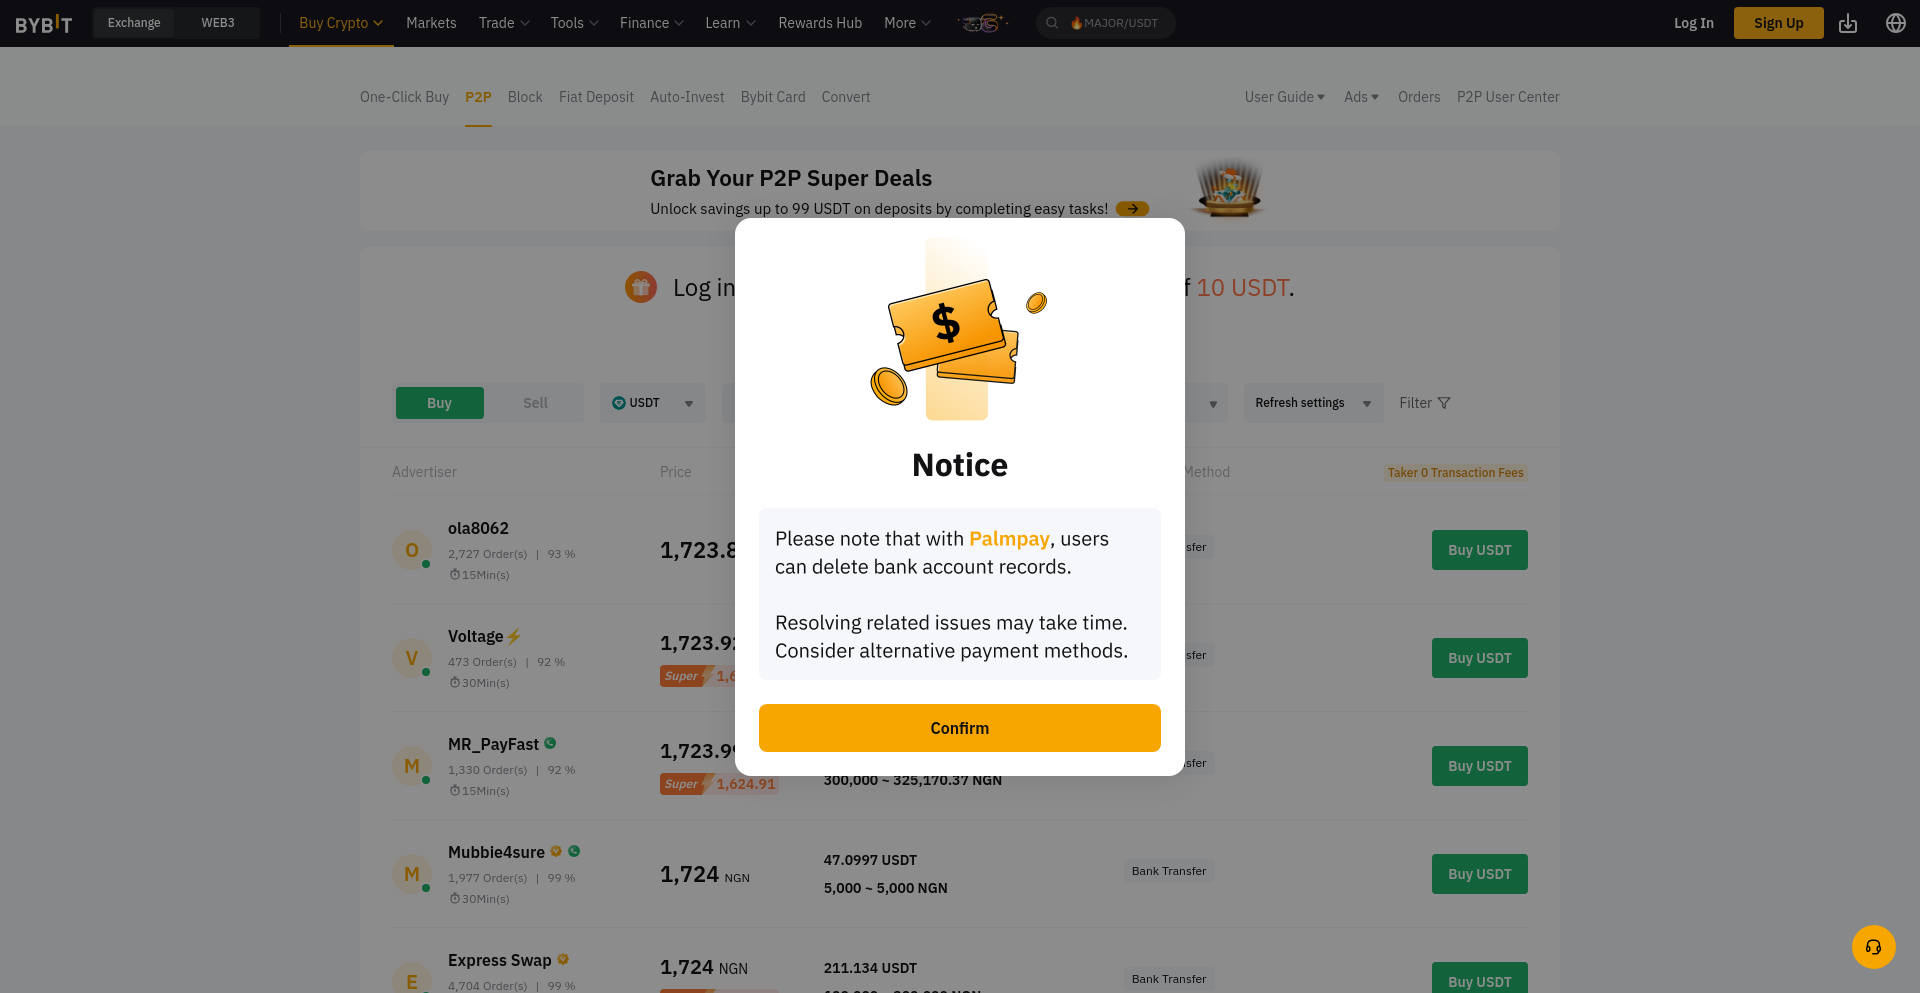 BYBIT Exchange WEB3 Buy Crypto Markets Trade Tools Finance Learn Rewards Hub More MAJOR/USDT Log In Sign Up
One-Click Buy P2P Block Fiat Deposit Auto-Invest Bybit Card Convert User Guide Ads Orders P2P User Center
Grab Your P2P Super Deals
Unlock savings up to 99 USDT on deposits by completing easy tasks!
Log in f 10 USDT.
$
Buy Sell USDT Refresh settings Filter
Notice
Advertiser Price Method Taker 0 Transaction Fees
Please note that with Palmpay, users
can delete bank account records.
Resolving related issues may take time.
Consider alternative payment methods.
Confirm
O ola8062
2,727 Order(s) | 93 %
15Min(s)
1,723.8
sfer
Buy USDT
V Voltage⚡
473 Order(s) | 92 %
30Min(s)
1,723.92
Super 1,6
sfer
Buy USDT
M MR_PayFast
1,330 Order(s) | 92 %
15Min(s)
1,723.99
Super 1,624.91
300,000 ~ 325,170.37 NGN
sfer
Buy USDT
M Mubbie4sure
1,977 Order(s) | 99 %
30Min(s)
1,724 NGN
47.0997 USDT
5,000 ~ 5,000 NGN
Bank Transfer
Buy USDT
E Express Swap
4,704 Order(s) | 99 %
1,724 NGN
211.134 USDT
Bank Transfer
Buy USDT